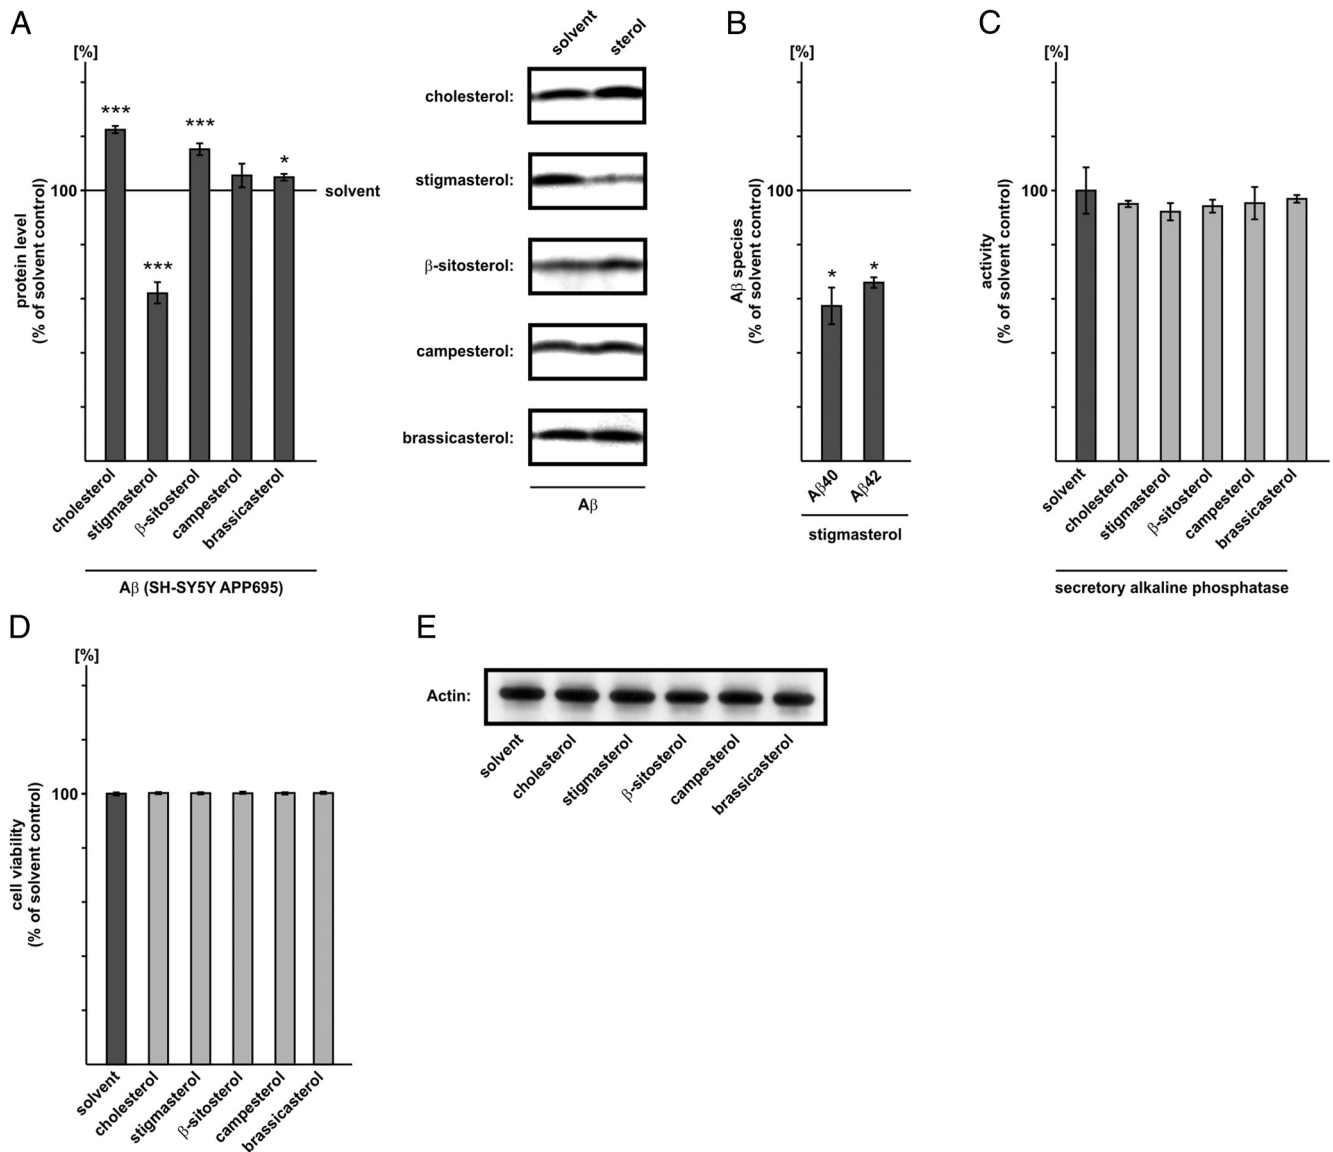 A
[%]
***
***
***
*
100
solvent
protein level
(% of solvent control)
cholesterol
stigmasterol
β-sitosterol
campesterol
brassicasterol
Aβ (SH-SY5Y APP695)
solvent
sterol
cholesterol:
stigmasterol:
β-sitosterol:
campesterol:
brassicasterol:
Aβ
B
[%]
100
Aβ species
(% of solvent control)
*
*
Aβ40
Aβ42
stigmasterol
C
[%]
100
activity
(% of solvent control)
solvent
cholesterol
stigmasterol
β-sitosterol
campesterol
brassicasterol
secretory alkaline phosphatase
D
[%]
100
cell viability
(% of solvent control)
solvent
cholesterol
stigmasterol
β-sitosterol
campesterol
brassicasterol
E
Actin:
solvent
cholesterol
stigmasterol
β-sitosterol
campesterol
brassicasterol